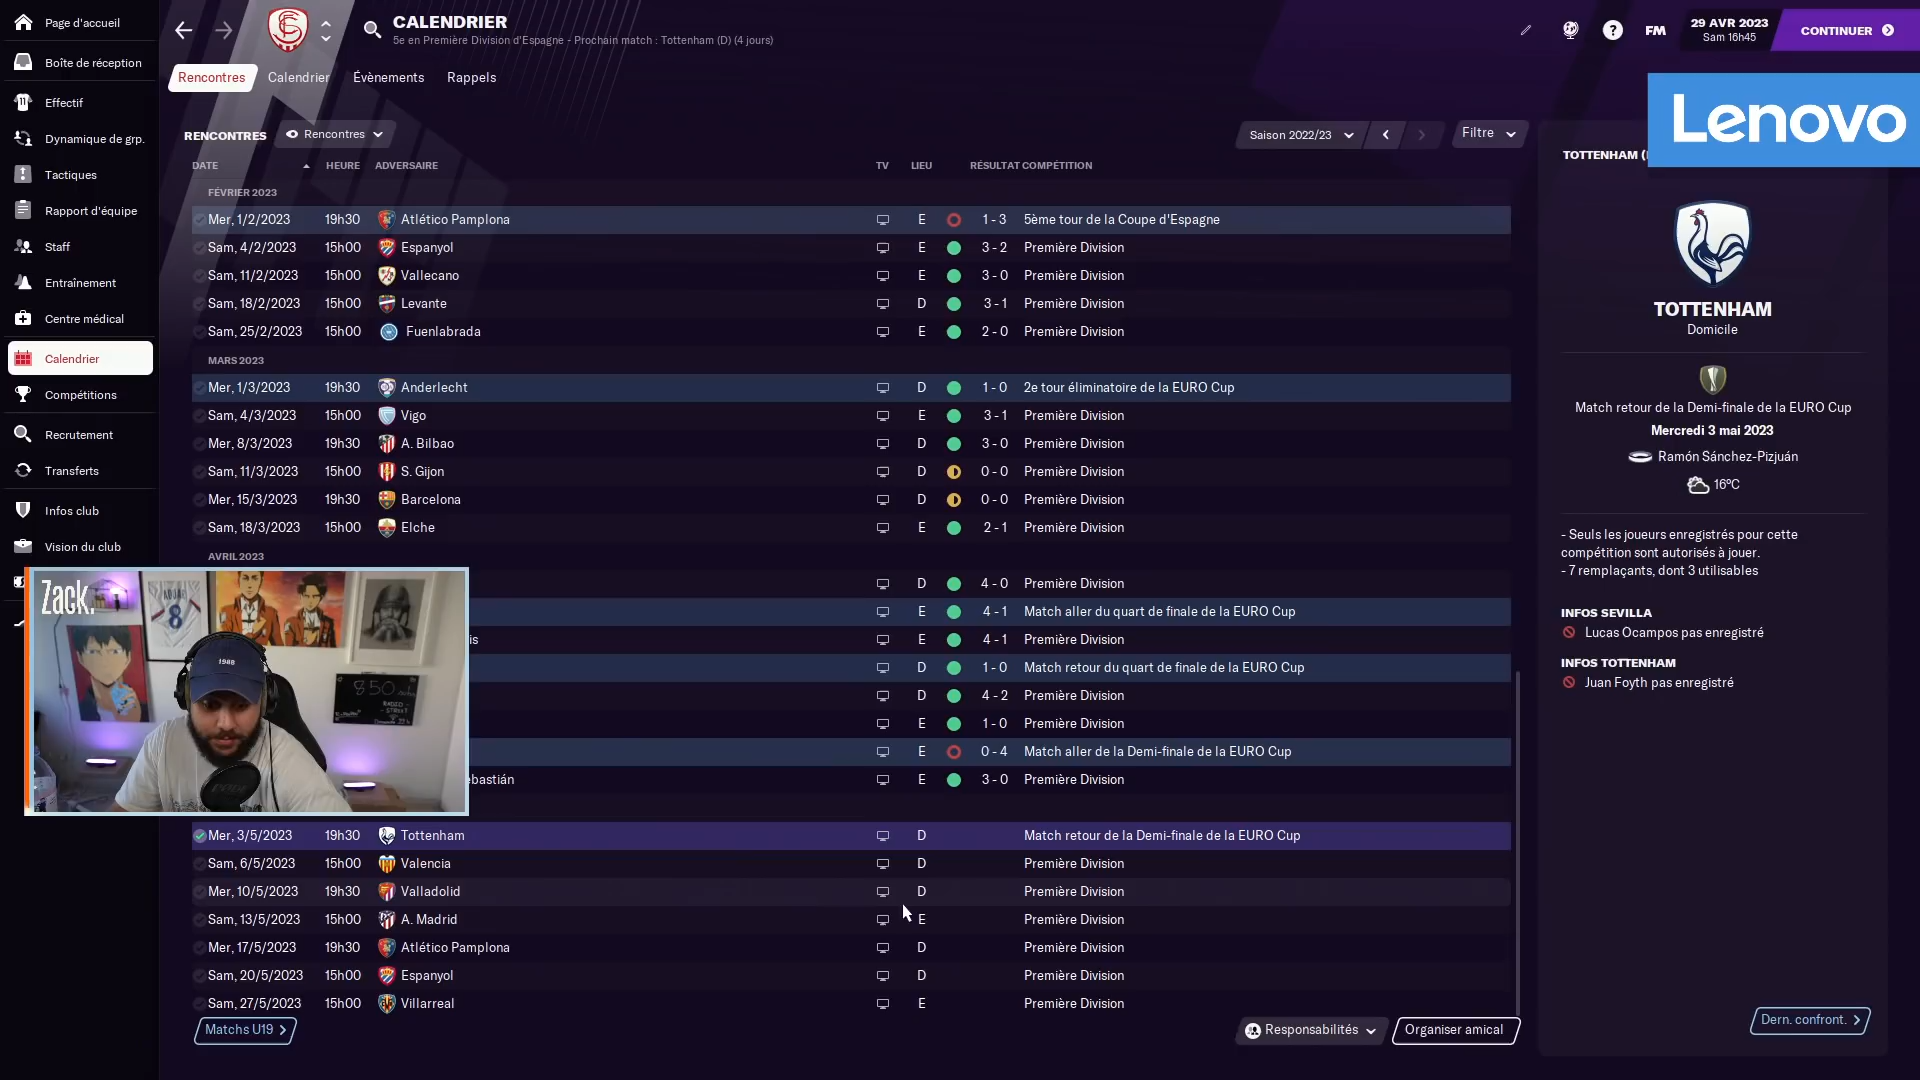 Page d'accueil
Boîte de réception
Effectif
Dynamique de grp.
Tactiques
Rapport d'équipe
Staff
Entraînement
Centre médical
Calendrier
Compétitions
Recrutement
Transferts
Infos club
Vision du club
CALENDRIER
5e en Première Division d'Espagne - Prochain match : Tottenham (D) (4 jours)
FM
29 AVR 2023
Sam 16h45
CONTINUER
Rencontres Calendrier Évènements Rappels
Lenovo
RENCONTRES Rencontres Saison 2022/23 Filtre
DATE HEURE ADVERSAIRE TV LIEU RÉSULTAT COMPÉTITION
FÉVRIER 2023
Mer, 1/2/2023 19h30 Atlético Pamplona E 1 - 3 5ème tour de la Coupe d'Espagne
Sam, 4/2/2023 15h00 Espanyol E 3 - 2 Première Division
Sam, 11/2/2023 15h00 Vallecano E 3 - 0 Première Division
Sam, 18/2/2023 15h00 Levante D 3 - 1 Première Division
Sam, 25/2/2023 15h00 Fuenlabrada E 2 - 0 Première Division
MARS 2023
Mer, 1/3/2023 19h30 Anderlecht D 1 - 0 2e tour éliminatoire de la EURO Cup
Sam, 4/3/2023 15h00 Vigo E 3 - 1 Première Division
Mer, 8/3/2023 19h30 A. Bilbao D 3 - 0 Première Division
Sam, 11/3/2023 15h00 S. Gijon D 0 - 0 Première Division
Mer, 15/3/2023 19h30 Barcelona D 0 - 0 Première Division
Sam, 18/3/2023 15h00 Elche E 2 - 1 Première Division
AVRIL 2023
D 4 - 0 Première Division
E 4 - 1 Match aller du quart de finale de la EURO Cup
is E 4 - 1 Première Division
D 1 - 0 Match retour du quart de finale de la EURO Cup
D 4 - 2 Première Division
E 1 - 0 Première Division
E 0 - 4 Match aller de la Demi-finale de la EURO Cup
ebastián E 3 - 0 Première Division
Mer, 3/5/2023 19h30 Tottenham D Match retour de la Demi-finale de la EURO Cup
Sam, 6/5/2023 15h00 Valencia D Première Division
Mer, 10/5/2023 19h30 Valladolid D Première Division
Sam, 13/5/2023 15h00 A. Madrid E Première Division
Mer, 17/5/2023 19h30 Atlético Pamplona D Première Division
Sam, 20/5/2023 15h00 Espanyol D Première Division
Sam, 27/5/2023 15h00 Villarreal E Première Division
Matchs U19
Responsabilités
Organiser amical
Zack.
8
1988
850
TOTTENHAM (
TOTTENHAM
Domicile
Match retour de la Demi-finale de la EURO Cup
Mercredi 3 mai 2023
Ramón Sánchez-Pizjuán
16ºC
- Seuls les joueurs enregistrés pour cette
compétition sont autorisés à jouer.
- 7 remplaçants, dont 3 utilisables
INFOS SEVILLA
Lucas Ocampos pas enregistré
INFOS TOTTENHAM
Juan Foyth pas enregistré
Dern. confront.